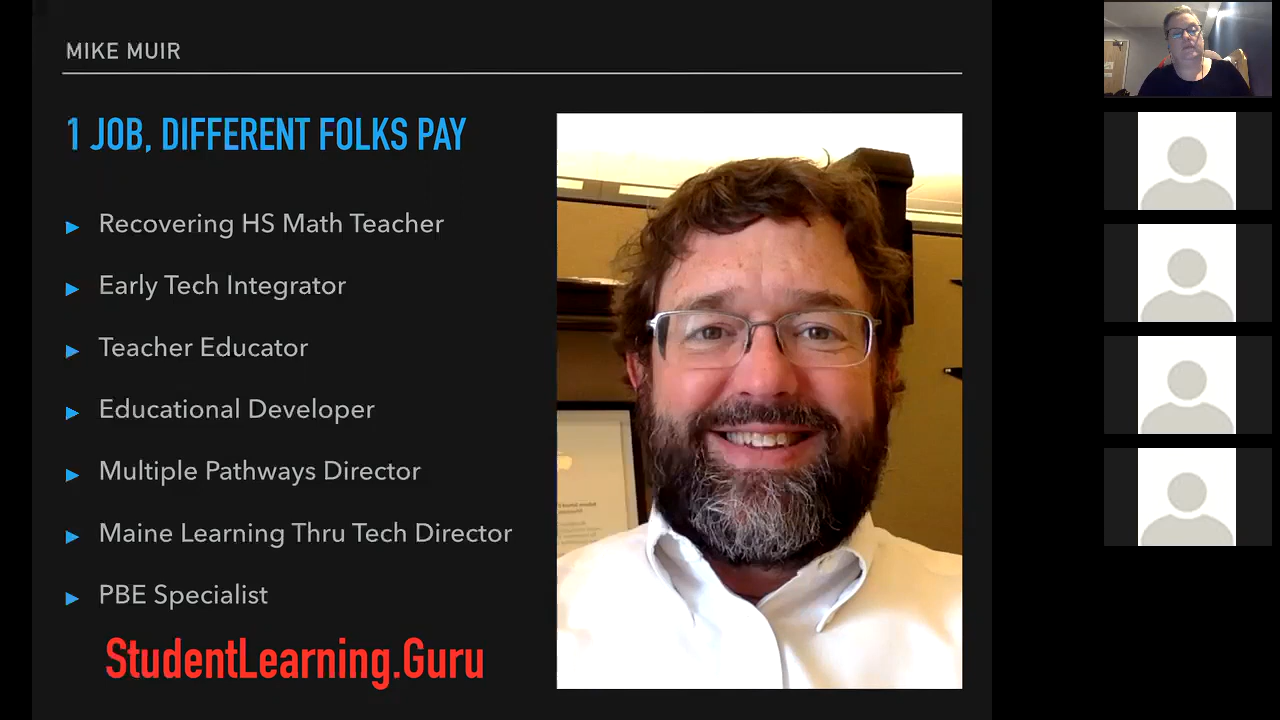 MIKE MUIR
1 JOB, DIFFERENT FOLKS PAY
Recovering HS Math Teacher
Early Tech Integrator
Teacher Educator
Educational Developer
Multiple Pathways Director
Maine Learning Thru Tech Director
PBE Specialist
StudentLearning.Guru